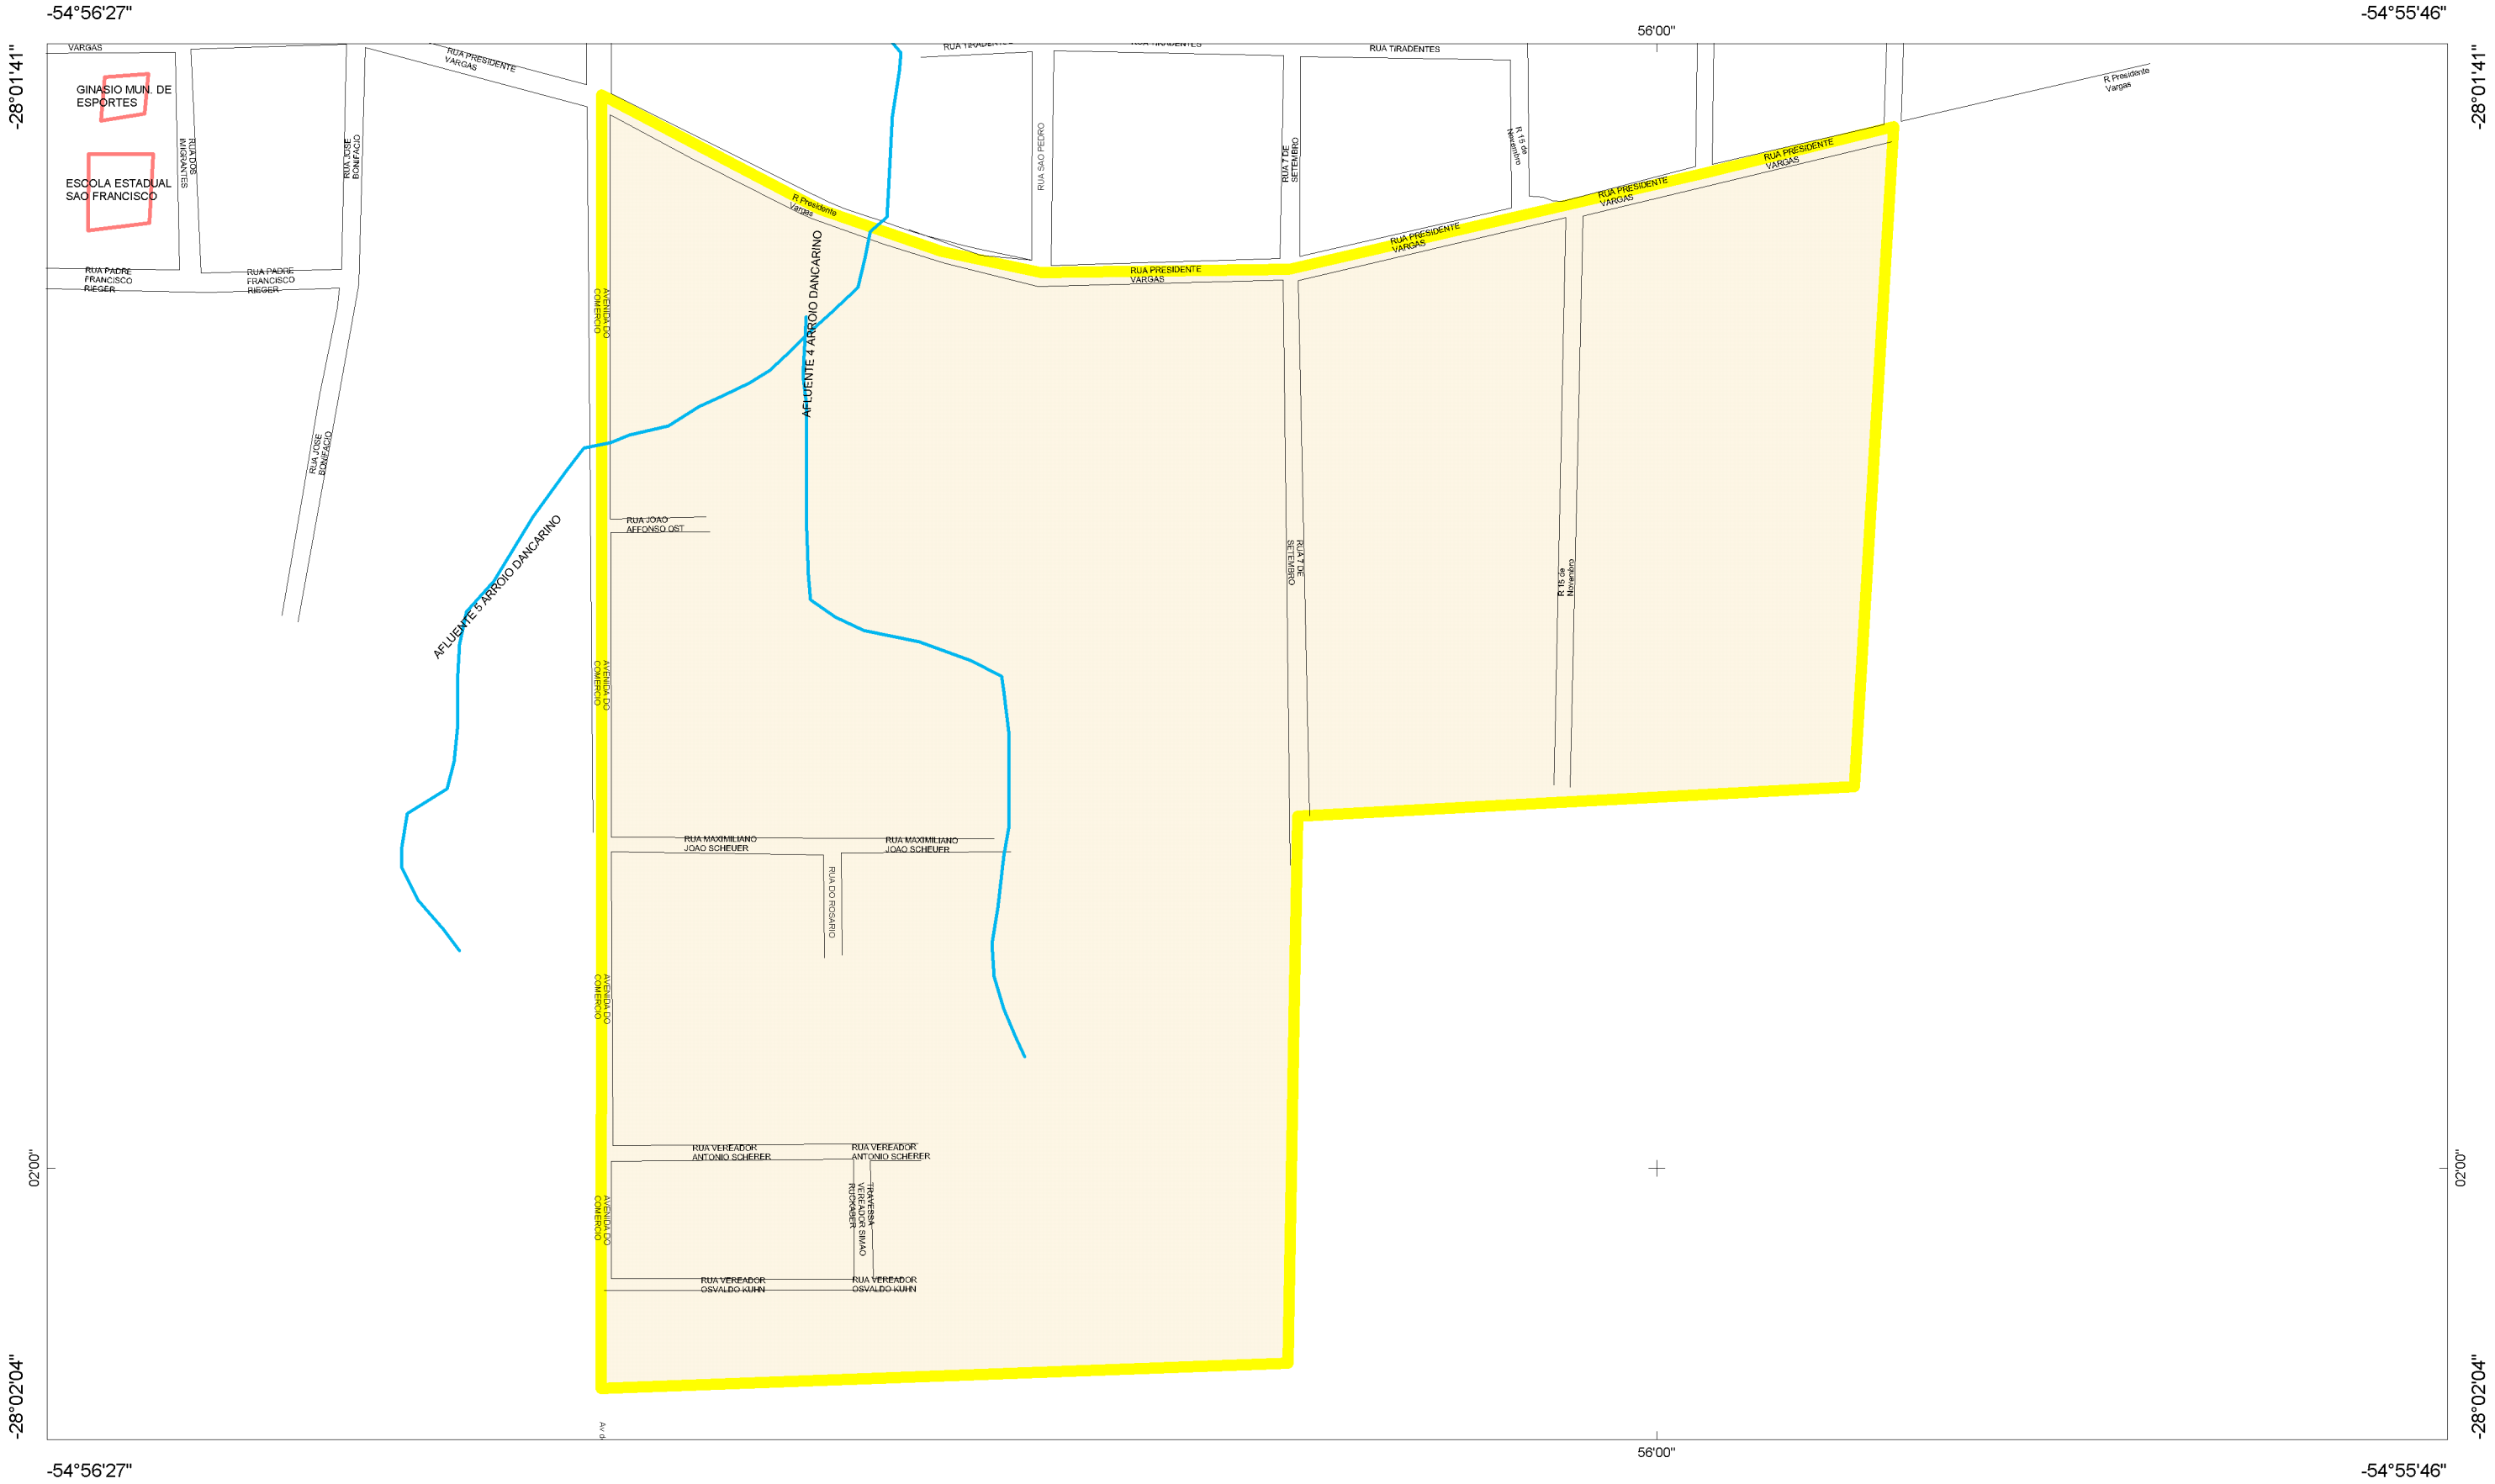 -54°56'27"
-54°55'46"
56'00"
-28°01'41"
-28°01'41"
VARGAS
RUA PRESIDENTE
VARGAS
RUA TIRADENTES
RUA TIRADENTES
RUA TIRADENTES
R Presidente
Vargas
GINASIO MUN. DE
ESPORTES
ESCOLA ESTADUAL
SAO FRANCISCO
RUA DOS
IMIGRANTES
RUA JOSE
BONIFACIO
RUA SAO PEDRO
RUA 7 DE
SETEMBRO
R 15 de
Novembro
RUA PRESIDENTE
VARGAS
RUA PRESIDENTE
VARGAS
RUA PRESIDENTE
VARGAS
RUA PRESIDENTE
VARGAS
R Presidente
Vargas
RUA PADRE
FRANCISCO
RIEGER
RUA PADRE
FRANCISCO
RIEGER
AVENIDA DO
COMERCIO
AFLUENTE 4 ARROIO DANCARINO
RUA JOSE
BONIFACIO
RUA JOAO
AFFONSO OST
AFLUENTE 5 ARROIO DANCARINO
RUA 7 DE
SETEMBRO
R 15 de
Novembro
AVENIDA DO
COMERCIO
RUA MAXIMILIANO
JOAO SCHEUER
RUA MAXIMILIANO
JOAO SCHEUER
RUA DO ROSARIO
AVENIDA DO
COMERCIO
RUA VEREADOR
ANTONIO SCHERER
RUA VEREADOR
ANTONIO SCHERER
02'00"
02'00"
AVENIDA DO
COMERCIO
TRAVESSA
VEREADOR SIMAO
RUCKABER
RUA VEREADOR
OSVALDO KUHN
RUA VEREADOR
OSVALDO KUHN
-28°02'04"
-28°02'04"
Av d
56'00"
-54°56'27"
-54°55'46"